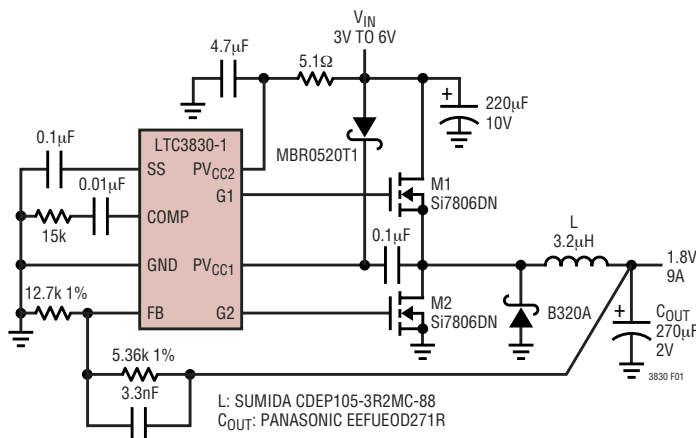 V_IN
3V TO 6V
4.7µF
5.1Ω
+
220µF
10V
0.1µF
LTC3830-1
MBR0520T1
SS
PV_CC2
0.01µF
G1
M1
Si7806DN
COMP
15k
0.1µF
L
3.2µH
1.8V
9A
GND
PV_CC1
12.7k 1%
M2
Si7806DN
FB
G2
B320A
+
C_OUT
270µF
2V
5.36k 1%
3.3nF
3830 F01
L: SUMIDA CDEP105-3R2MC-88
C_OUT: PANASONIC EEFUEOD271R